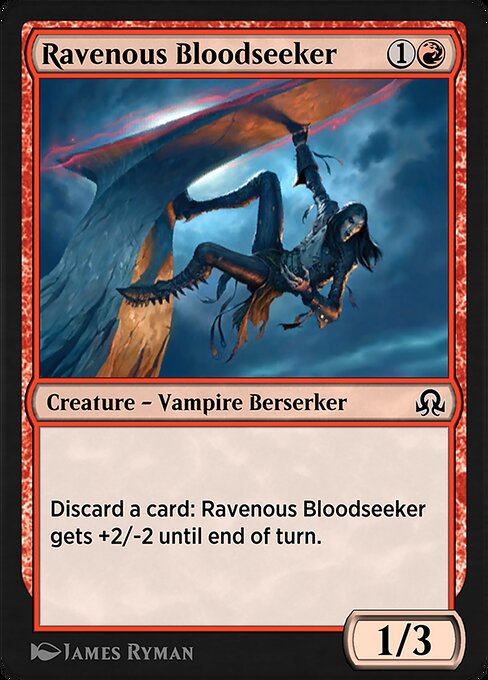 Ravenous Bloodseeker 1
Creature – Vampire Berserker
Discard a card: Ravenous Bloodseeker
gets +2/-2 until end of turn.
1/3
James Ryman